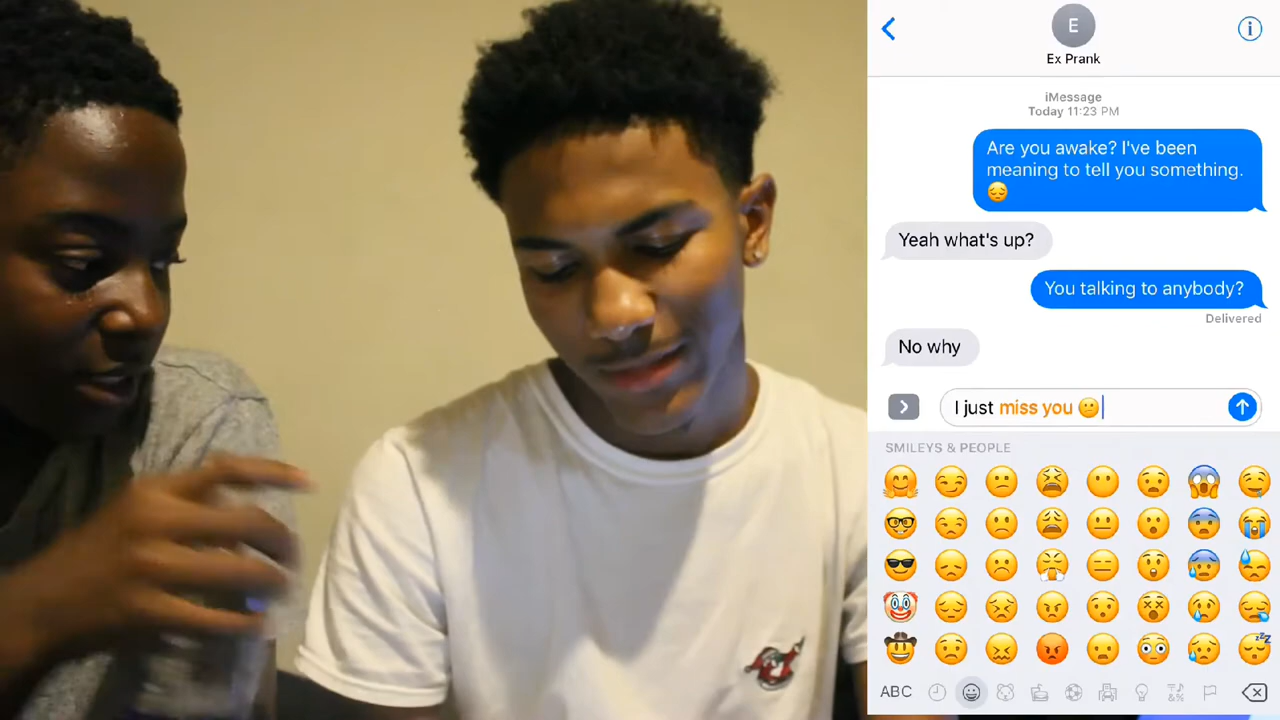 E
Ex Prank
iMessage
Today 11:23 PM
Are you awake? I've been
meaning to tell you something.
😔
Yeah what's up?
You talking to anybody?
Delivered
No why
I just miss you 😕
SMILEYS & PEOPLE
ABC